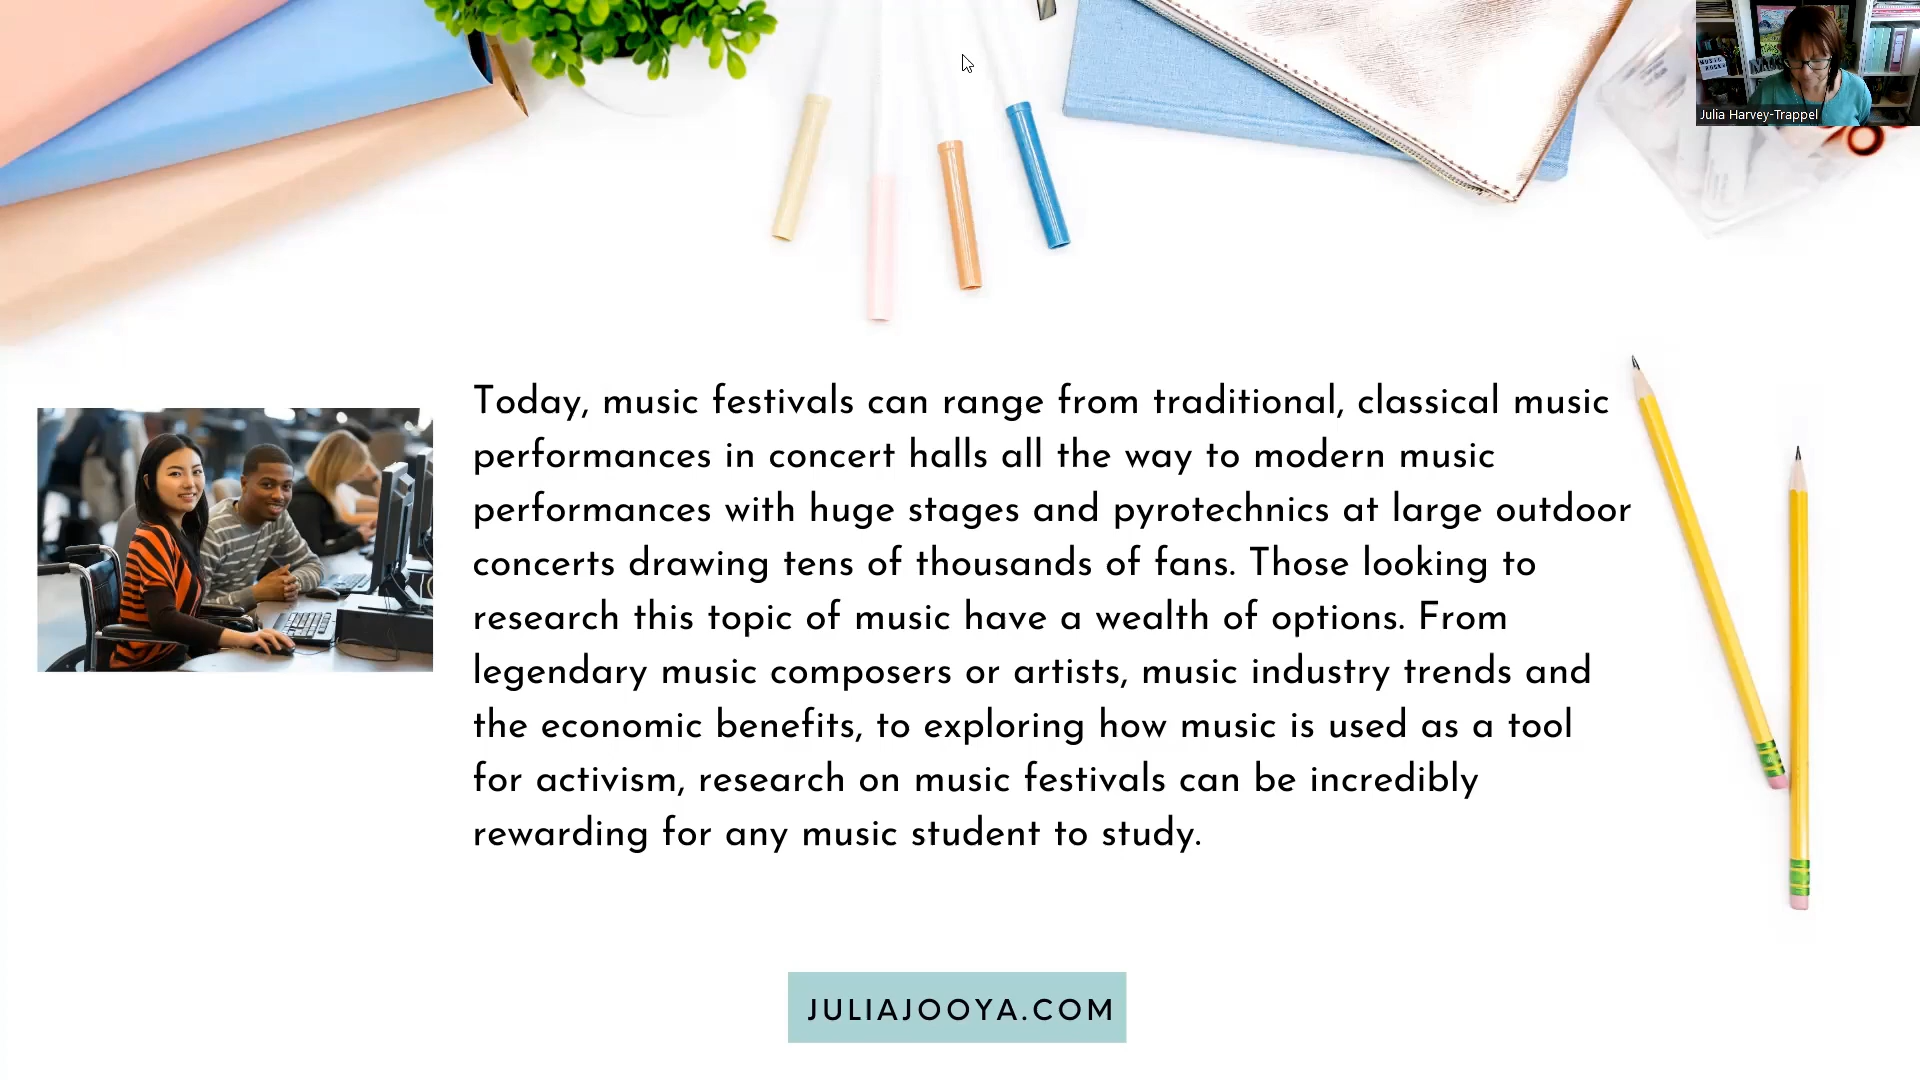 MUSIC
ROCKS
Julia Harvey-Trappel
Today, music festivals can range from traditional, classical music
performances in concert halls all the way to modern music
performances with huge stages and pyrotechnics at large outdoor
concerts drawing tens of thousands of fans. Those looking to
research this topic of music have a wealth of options. From
legendary music composers or artists, music industry trends and
the economic benefits, to exploring how music is used as a tool
for activism, research on music festivals can be incredibly
rewarding for any music student to study.
JULIAJOOYA.COM